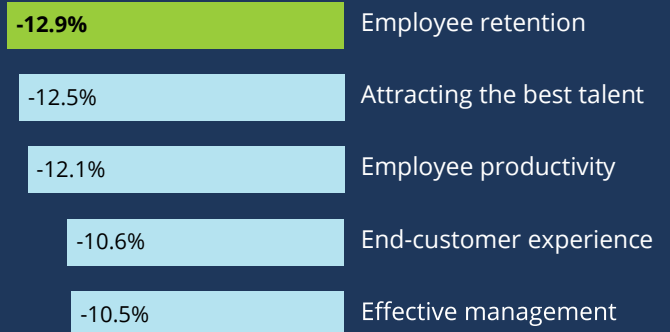 -12.9% Employee retention
-12.5% Attracting the best talent
-12.1% Employee productivity
-10.6% End-customer experience
-10.5% Effective management